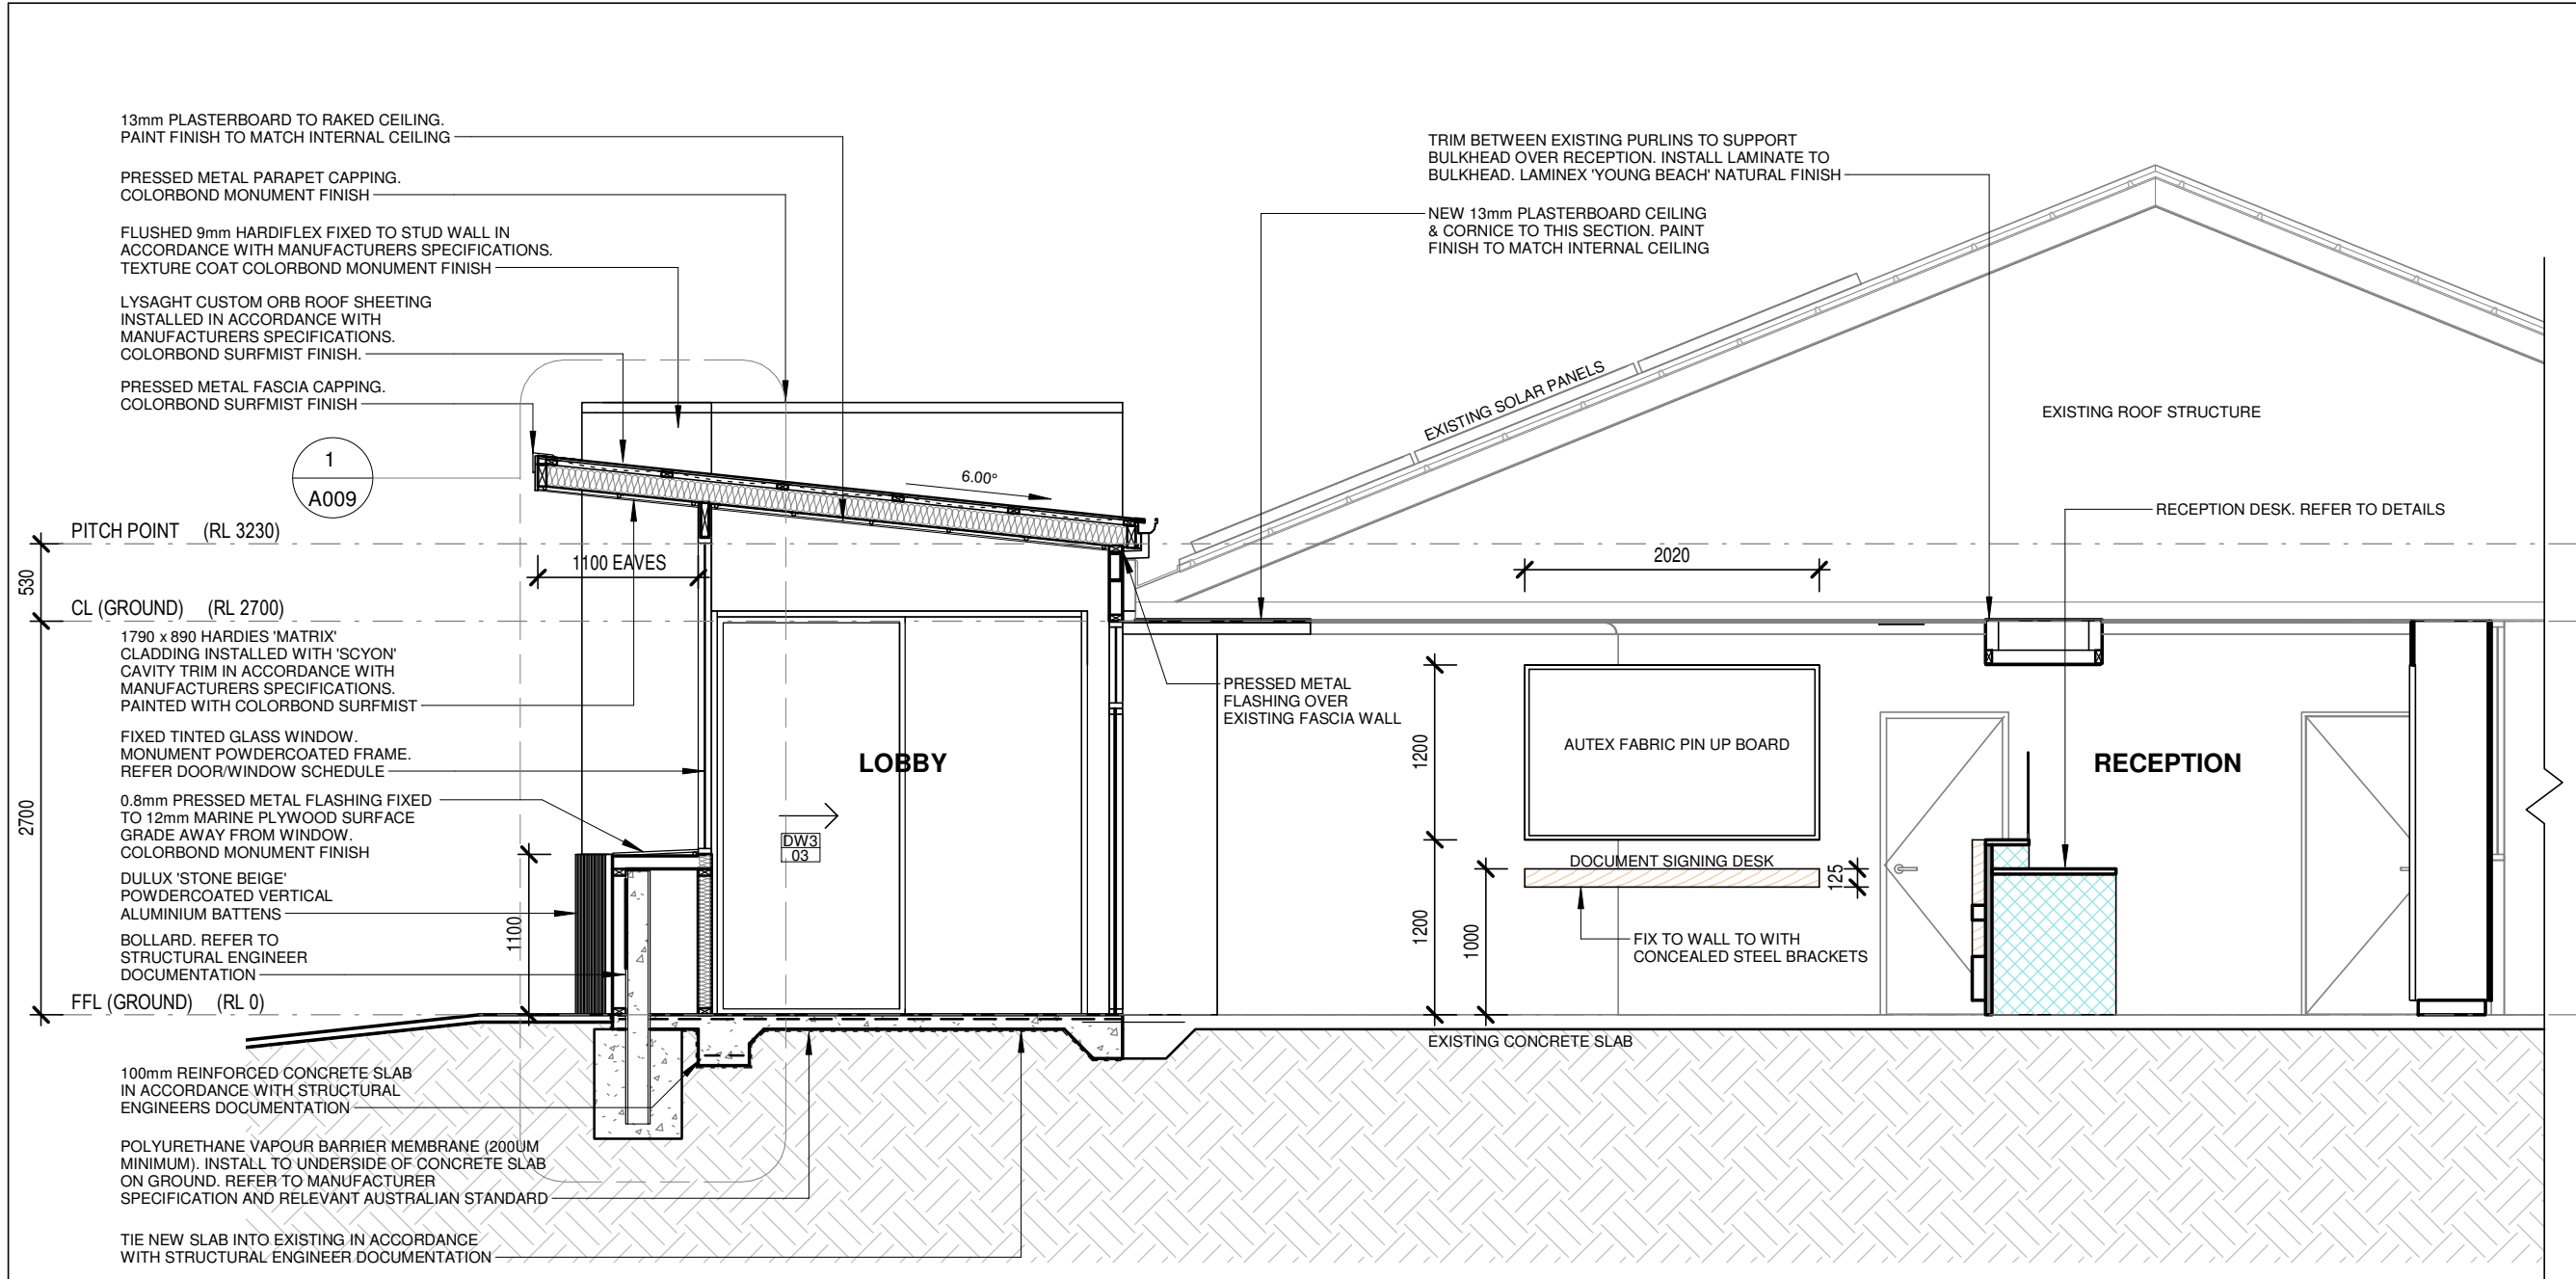 13mm PLASTERBOARD TO RAKED CEILING.
PAINT FINISH TO MATCH INTERNAL CEILING
PRESSED METAL PARAPET CAPPING.
COLORBOND MONUMENT FINISH
FLUSHED 9mm HARDIFLEX FIXED TO STUD WALL IN
ACCORDANCE WITH MANUFACTURERS SPECIFICATIONS.
TEXTURE COAT COLORBOND MONUMENT FINISH
LYSAGHT CUSTOM ORB ROOF SHEETING
INSTALLED IN ACCORDANCE WITH
MANUFACTURERS SPECIFICATIONS.
COLORBOND SURFMIST FINISH.
PRESSED METAL FASCIA CAPPING.
COLORBOND SURFMIST FINISH
1
A009
PITCH POINT (RL 3230)
530
CL (GROUND) (RL 2700)
1790 x 890 HARDIES 'MATRIX'
CLADDING INSTALLED WITH 'SCYON'
CAVITY TRIM IN ACCORDANCE WITH
MANUFACTURERS SPECIFICATIONS.
PAINTED WITH COLORBOND SURFMIST
FIXED TINTED GLASS WINDOW.
MONUMENT POWDERCOATED FRAME.
REFER DOOR/WINDOW SCHEDULE
2700
0.8mm PRESSED METAL FLASHING FIXED
TO 12mm MARINE PLYWOOD SURFACE
GRADE AWAY FROM WINDOW.
COLORBOND MONUMENT FINISH
DULUX 'STONE BEIGE'
POWDERCOATED VERTICAL
ALUMINIUM BATTENS
BOLLARD. REFER TO
STRUCTURAL ENGINEER
DOCUMENTATION
FFL (GROUND) (RL 0)
100mm REINFORCED CONCRETE SLAB
IN ACCORDANCE WITH STRUCTURAL
ENGINEERS DOCUMENTATION
POLYURETHANE VAPOUR BARRIER MEMBRANE (200UM
MINIMUM). INSTALL TO UNDERSIDE OF CONCRETE SLAB
ON GROUND. REFER TO MANUFACTURER
SPECIFICATION AND RELEVANT AUSTRALIAN STANDARD
TIE NEW SLAB INTO EXISTING IN ACCORDANCE
WITH STRUCTURAL ENGINEER DOCUMENTATION
6.00°
1100 EAVES
1100
LOBBY
DW3
03
PRESSED METAL
FLASHING OVER
EXISTING FASCIA WALL
TRIM BETWEEN EXISTING PURLINS TO SUPPORT
BULKHEAD OVER RECEPTION. INSTALL LAMINATE TO
BULKHEAD. LAMINEX 'YOUNG BEACH' NATURAL FINISH
NEW 13mm PLASTERBOARD CEILING
& CORNICE TO THIS SECTION. PAINT
FINISH TO MATCH INTERNAL CEILING
EXISTING SOLAR PANELS
EXISTING ROOF STRUCTURE
RECEPTION DESK. REFER TO DETAILS
2020
1200
AUTEX FABRIC PIN UP BOARD
RECEPTION
DOCUMENT SIGNING DESK
125
1200
1000
FIX TO WALL TO WITH
CONCEALED STEEL BRACKETS
EXISTING CONCRETE SLAB